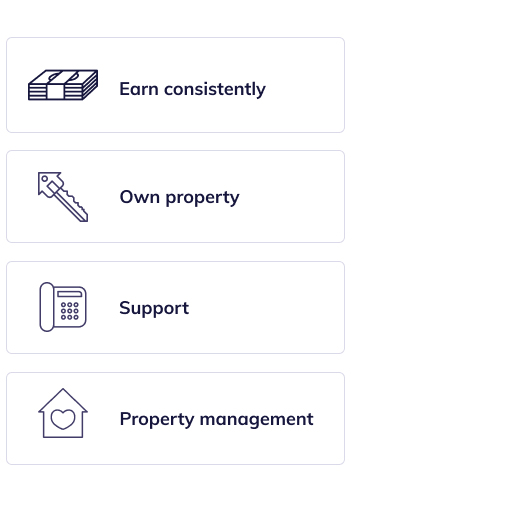 Earn consistently
Own property
Support
Property management